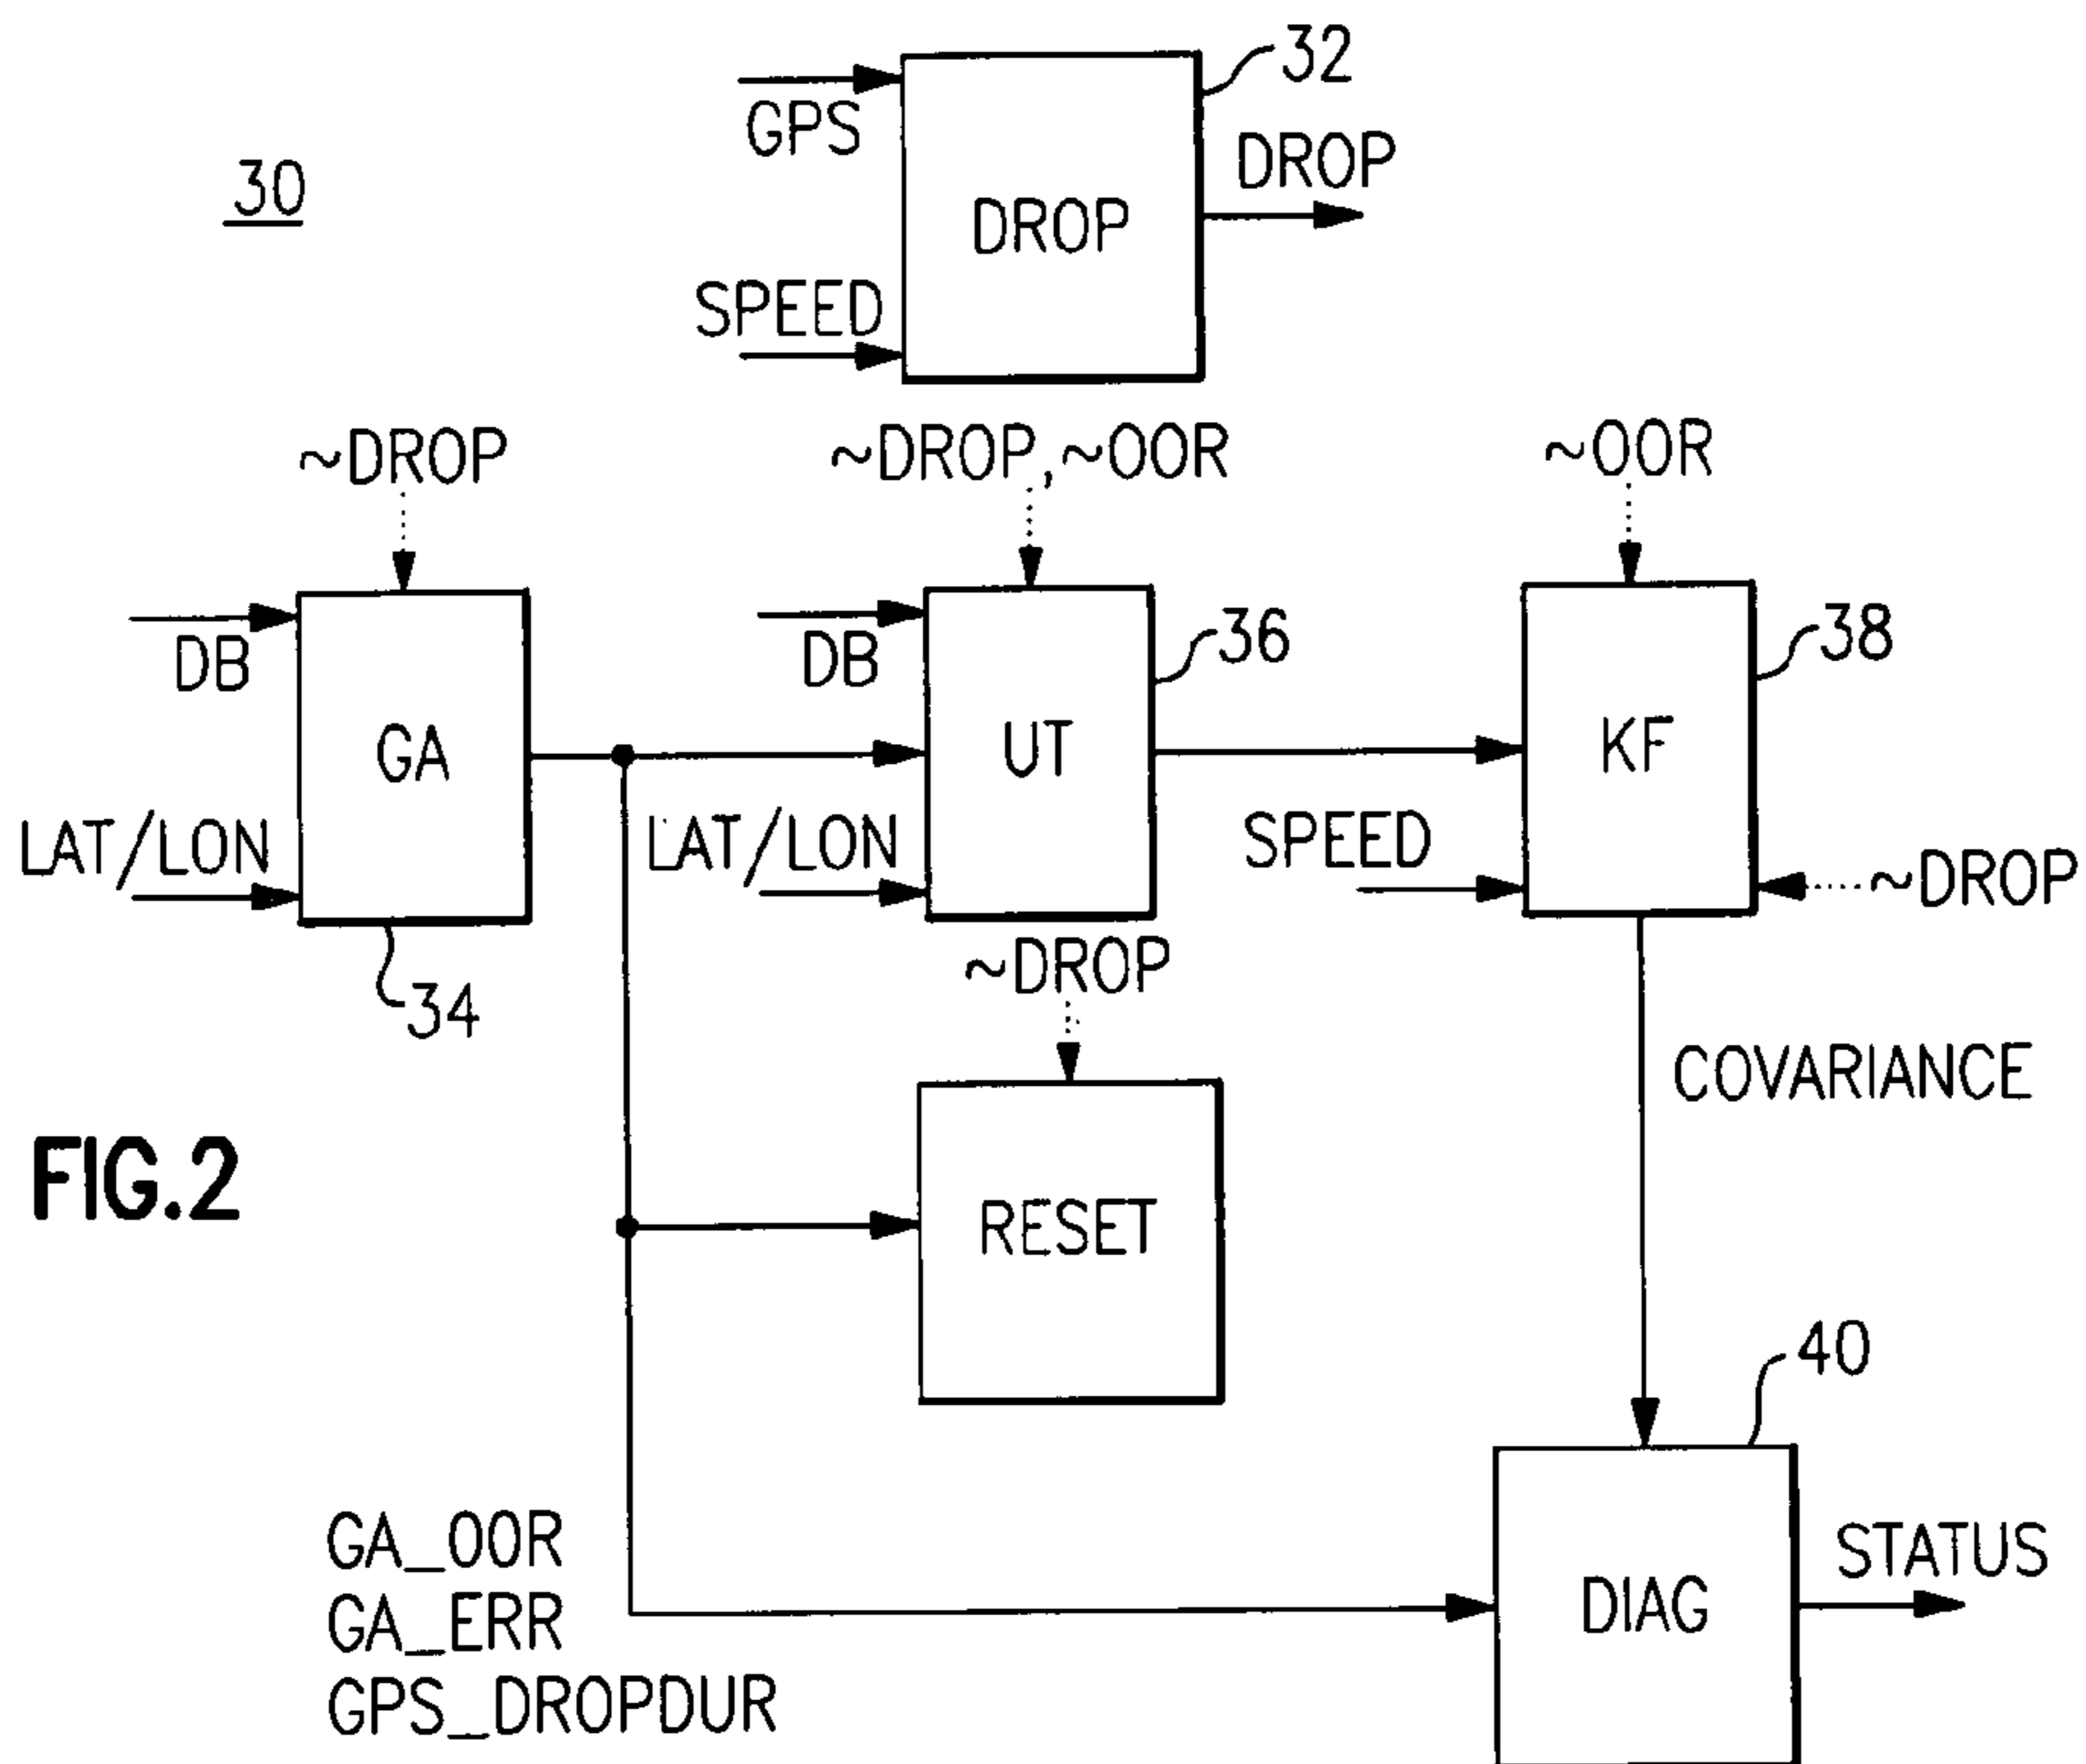 32
GPS
DROP
30
DROP
SPEED
~DROP
~DROP,~OOR
~OOR
DB
DB
36
38
GA
UT
KF
LAT/LON
LAT/LON
SPEED
~DROP
34
~DROP
COVARIANCE
FIG.2
RESET
40
GA_OOR
GA_ERR
GPS_DROPDUR
DIAG
STATUS